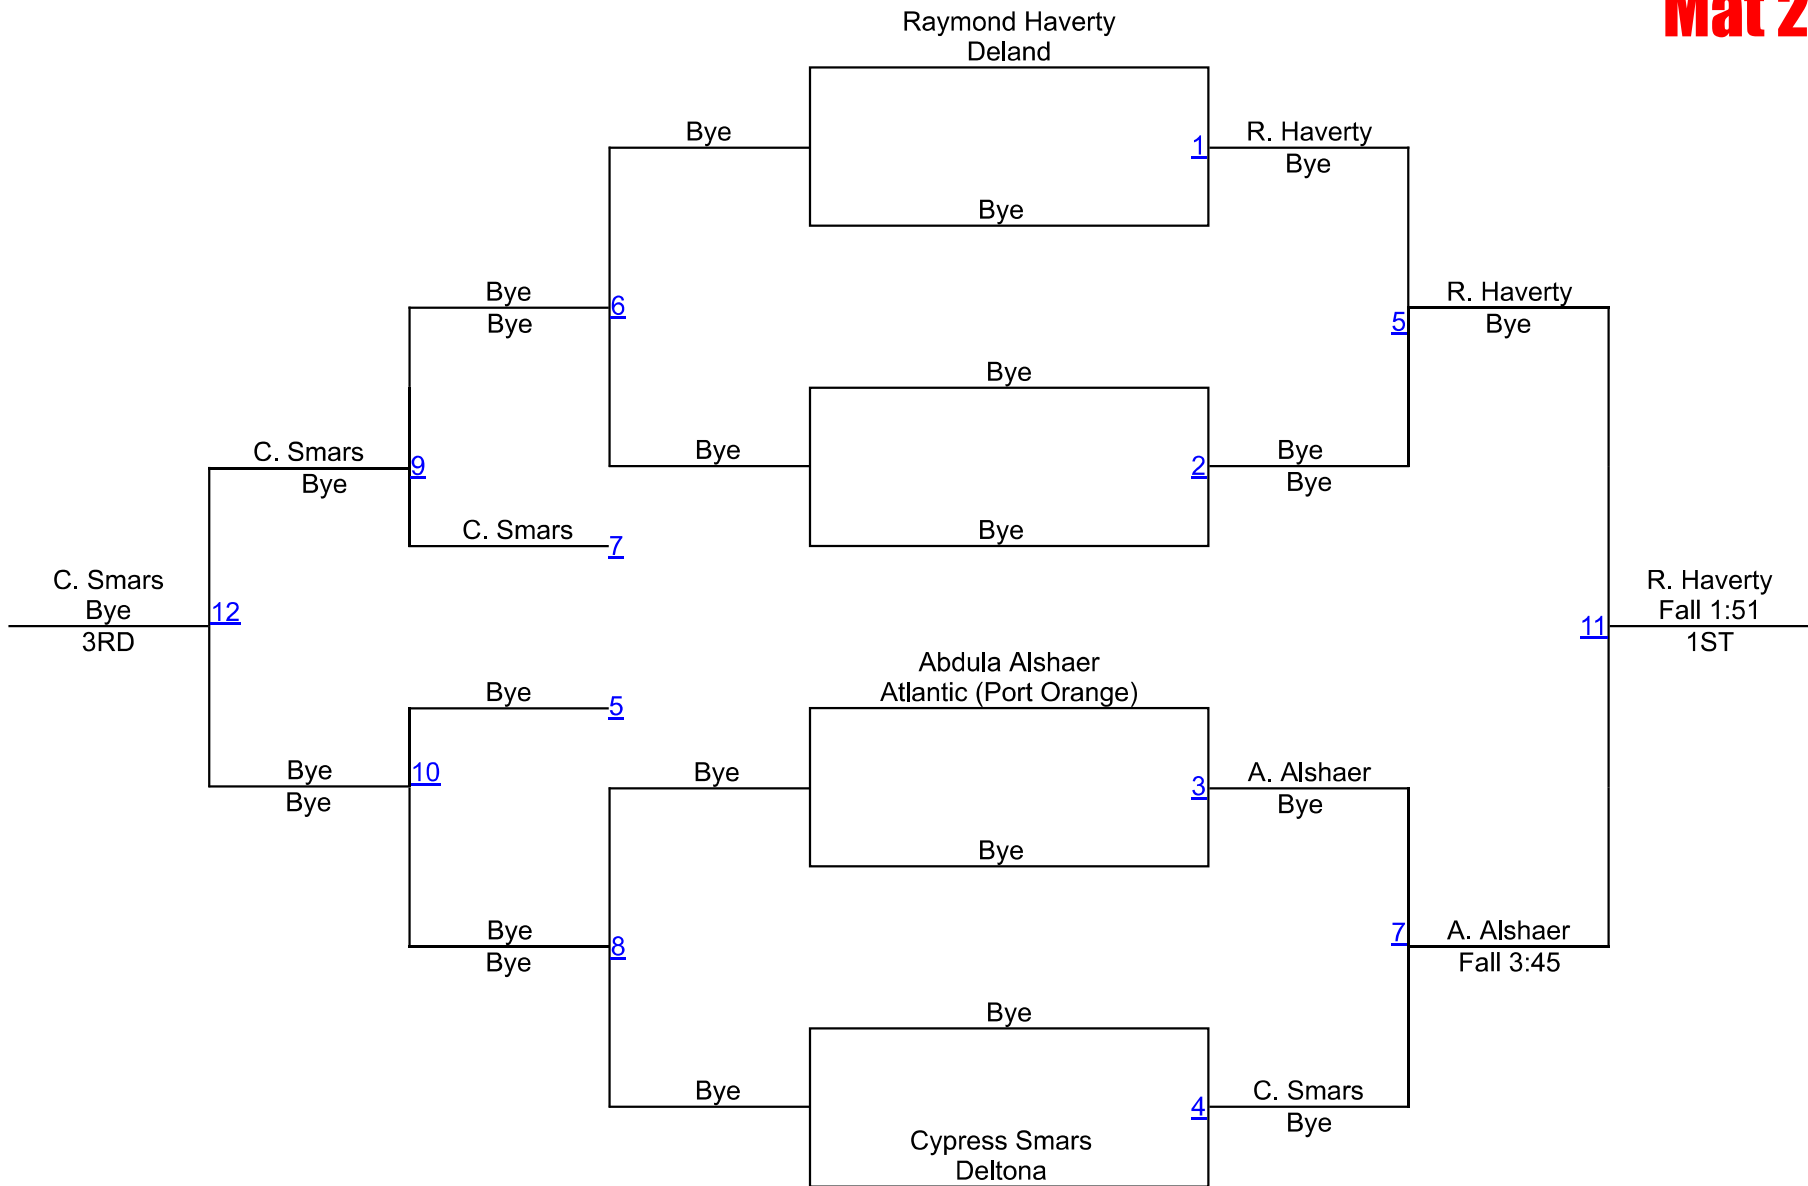 Mat 2
Raymond Haverty
Deland
Bye
1
R. Haverty
Bye
Bye
Bye
Bye
6
R. Haverty
Bye
5
Bye
C. Smars
Bye
9
Bye
2
Bye
Bye
C. Smars
7
Bye
C. Smars
Bye
3RD
12
R. Haverty
Fall 1:51
1ST
11
Abdula Alshaer
Atlantic (Port Orange)
Bye
5
Bye
Bye
10
Bye
3
A. Alshaer
Bye
Bye
Bye
Bye
8
7
A. Alshaer
Fall 3:45
Bye
Bye
4
C. Smars
Bye
Cypress Smars
Deltona